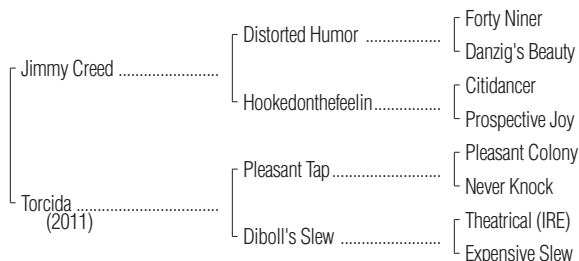 Forty Niner
Distorted Humor ....................
Danzig's Beauty
Jimmy Creed ............................
Citidancer
Hookedonthefeelin..................
Prospective Joy
Pleasant Colony
Pleasant Tap.............................
Never Knock
Torcida ........................................
(2011)
Theatrical (IRE)
Diboll's Slew ..........................
Expensive Slew